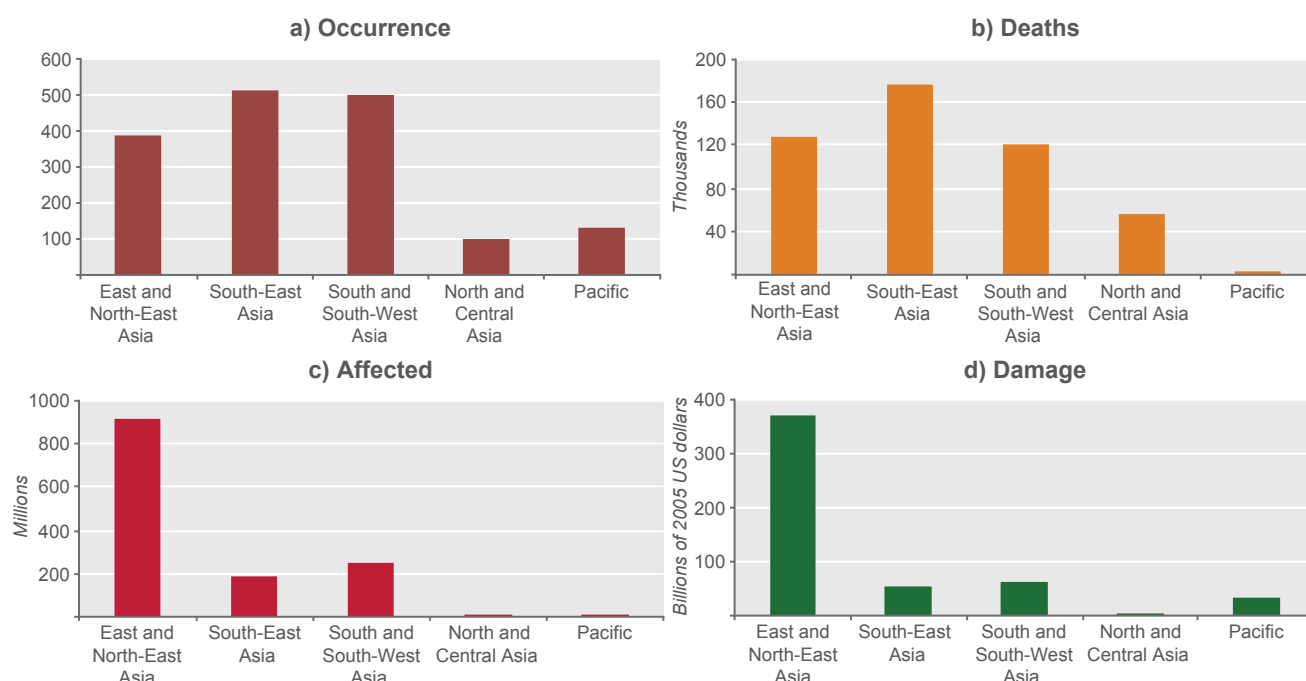 a) Occurrence
600
500
400
300
200
100
East and
North-East
Asia
South-East
Asia
South and
South-West
Asia
North and
Central
Asia
Pacific
b) Deaths
Thousands
200
160
120
80
40
East and
North-East
Asia
South-East
Asia
South and
South-West
Asia
North and
Central Asia
Pacific
c) Affected
Millions
1000
800
600
400
200
East and
North-East
Asia
South-East
Asia
South and
South-West
Asia
North and
Central Asia
Pacific
d) Damage
Billions of 2005 US dollars
400
300
200
100
East and
North-East
Asia
South-East
Asia
South and
South-West
Asia
North and
Central Asia
Pacific